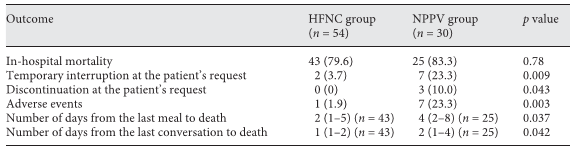 Outcome HFNC group NPPV group p value
(n = 54) (n = 30)
In-hospital mortality 43 (79.6) 25 (83.3) 0.78
Temporary interruption at the patient's request 2 (3.7) 7 (23.3) 0.009
Discontinuation at the patient's request 0 (0) 3 (10.0) 0.043
Adverse events 1 (1.9) 7 (23.3) 0.003
Number of days from the last meal to death 2 (1–5) (n = 43) 4 (2–8) (n = 25) 0.037
Number of days from the last conversation to death 1 (1–2) (n = 43) 2 (1–4) (n = 25) 0.042